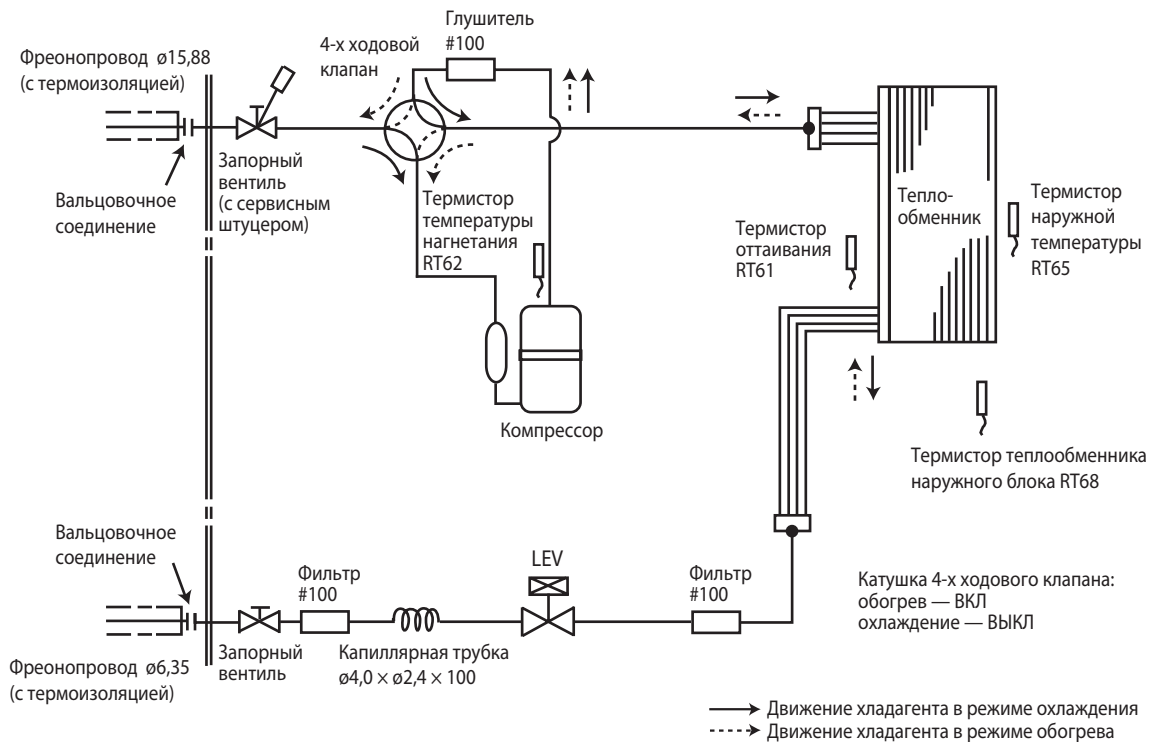 Глушитель
#100
4-х ходовой
клапан
Фреонопровод ø15,88
(с термоизоляцией)
Запорный
вентиль
(с сервисным
штуцером)
Вальцовочное
соединение
Термистор
температуры
нагнетания
RT62
Тепло-
обменник
Термистор
наружной
температуры
RT65
Термистор
оттаивания
RT61
Компрессор
Термистор теплообменника
наружного блока RT68
Вальцовочное
соединение
Фильтр
#100
LEV
Фильтр
#100
Катушка 4-х ходового клапана:
обогрев — ВКЛ
охлаждение — ВЫКЛ
Запорный
вентиль
Капиллярная трубка
ø4,0 × ø2,4 × 100
Фреонопровод ø6,35
(с термоизоляцией)
Движение хладагента в режиме охлаждения
Движение хладагента в режиме обогрева